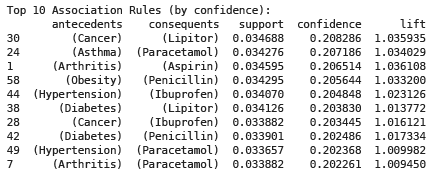 Top 10 Association Rules (by confidence):
antecedents consequents support confidence lift
30 (Cancer) (Lipitor) 0.034688 0.208286 1.035935
24 (Asthma) (Paracetamol) 0.034276 0.207186 1.034029
1 (Arthritis) (Aspirin) 0.034595 0.206514 1.036108
58 (Obesity) (Penicillin) 0.034295 0.205644 1.033200
44 (Hypertension) (Ibuprofen) 0.034070 0.204848 1.023126
38 (Diabetes) (Lipitor) 0.034126 0.203830 1.013772
28 (Cancer) (Ibuprofen) 0.033882 0.203445 1.016121
42 (Diabetes) (Penicillin) 0.033901 0.202486 1.017334
49 (Hypertension) (Paracetamol) 0.033657 0.202368 1.009982
7 (Arthritis) (Paracetamol) 0.033882 0.202261 1.009450